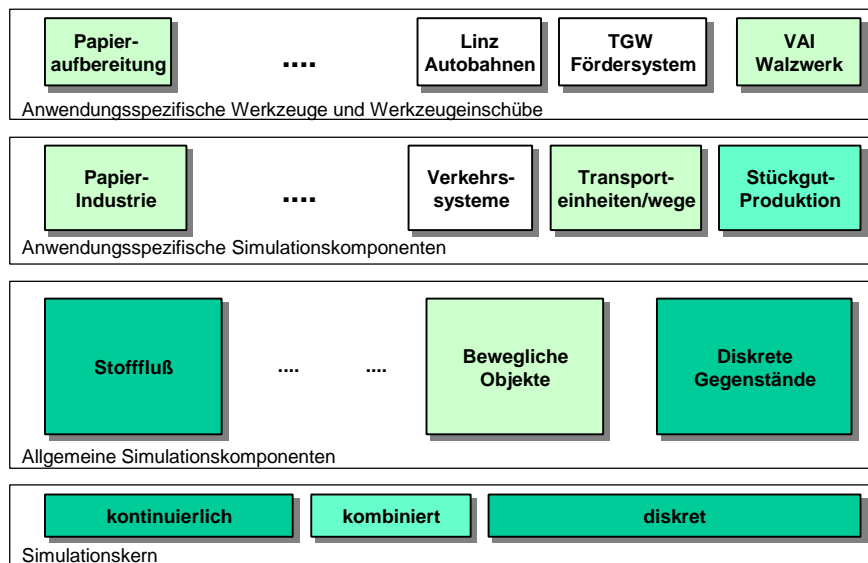 Papier-
aufbereitung
....
Linz
Autobahnen
TGW
Fördersystem
VAI
Walzwerk
Anwendungsspezifische Werkzeuge und Werkzeugeinschübe
Papier-
Industrie
....
Verkehrs-
systeme
Transport-
einheiten/wege
Stückgut-
Produktion
Anwendungsspezifische Simulationskomponenten
Stofffluß
....
....
Bewegliche
Objekte
Diskrete
Gegenstände
Allgemeine Simulationskomponenten
kontinuierlich
kombiniert
diskret
Simulationskern